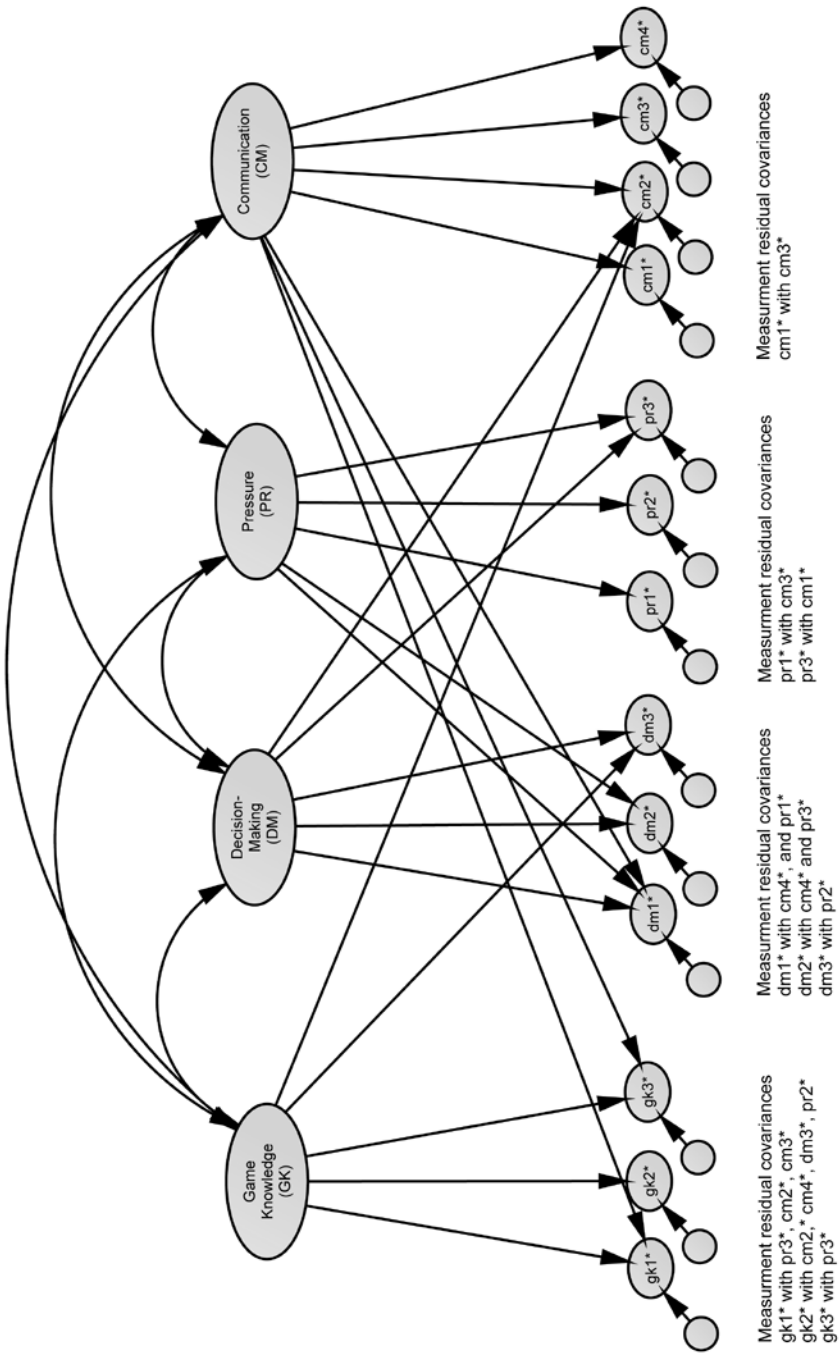 Game
Knowledge
(GK)
Decision-
Making
(DM)
Pressure
(PR)
Communication
(CM)
gk1*
gk2*
gk3*
dm1*
dm2*
dm3*
pr1*
pr2*
pr3*
cm1*
cm2*
cm3*
cm4*
Measurment residual covariances
gk1* with pr3*, cm2*, cm3*
gk2* with cm2,* cm4*, dm3*, pr2*
gk3* with pr3*
Measurment residual covariances
dm1* with cm4*, and pr1*
dm2* with cm4* and pr3*
dm3* with pr2*
Measurment residual covariances
pr1* with cm3*
pr3* with cm1*
Measurment residual covariances
cm1* with cm3*